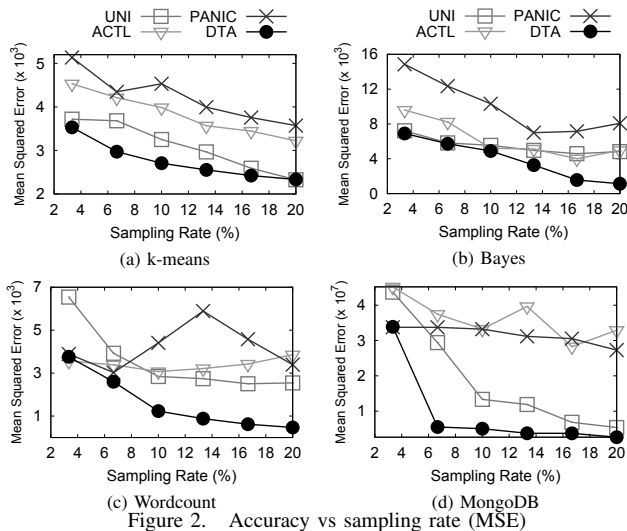 UNI PANIC
ACTL DTA
UNI PANIC
ACTL DTA
Mean Squared Error (x 10³)
5
4
3
2
2 4 6 8 10 12 14 16 18 20
Sampling Rate (%)
(a) k-means
Mean Squared Error (x 10³)
16
12
8
4
0
2 4 6 8 10 12 14 16 18 20
Sampling Rate (%)
(b) Bayes
Mean Squared Error (x 10³)
7
5
3
1
2 4 6 8 10 12 14 16 18 20
Sampling Rate (%)
(c) Wordcount
Mean Squared Error (x 10⁷)
4
3
2
1
2 4 6 8 10 12 14 16 18 20
Sampling Rate (%)
(d) MongoDB
Figure 2. Accuracy vs sampling rate (MSE)